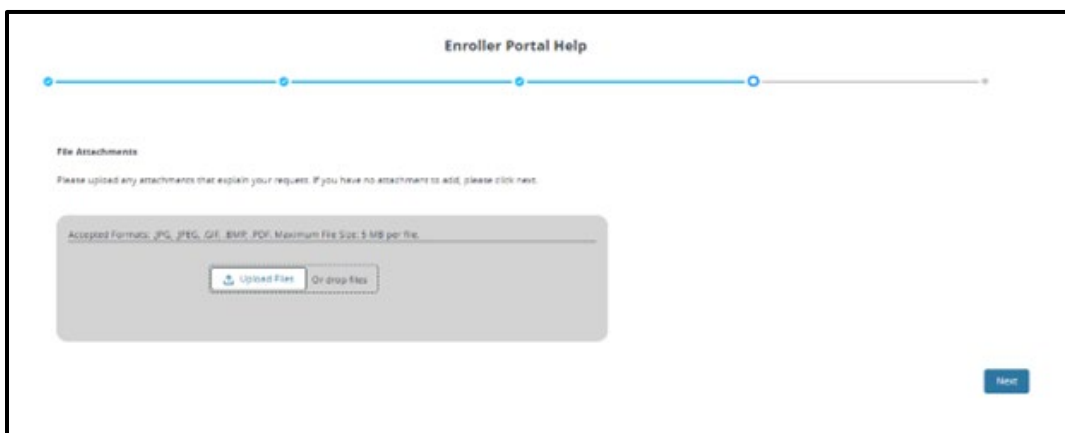 Enroller Portal Help
File Attachments
Please upload any attachments that explain your request. If you have no attachment to add, please click next.
Accepted Formats: .JPG, .JPEG, .GIF, .BMP, .PDF. Maximum File Size: 5 MB per file.
Upload Files Or drop files
Next